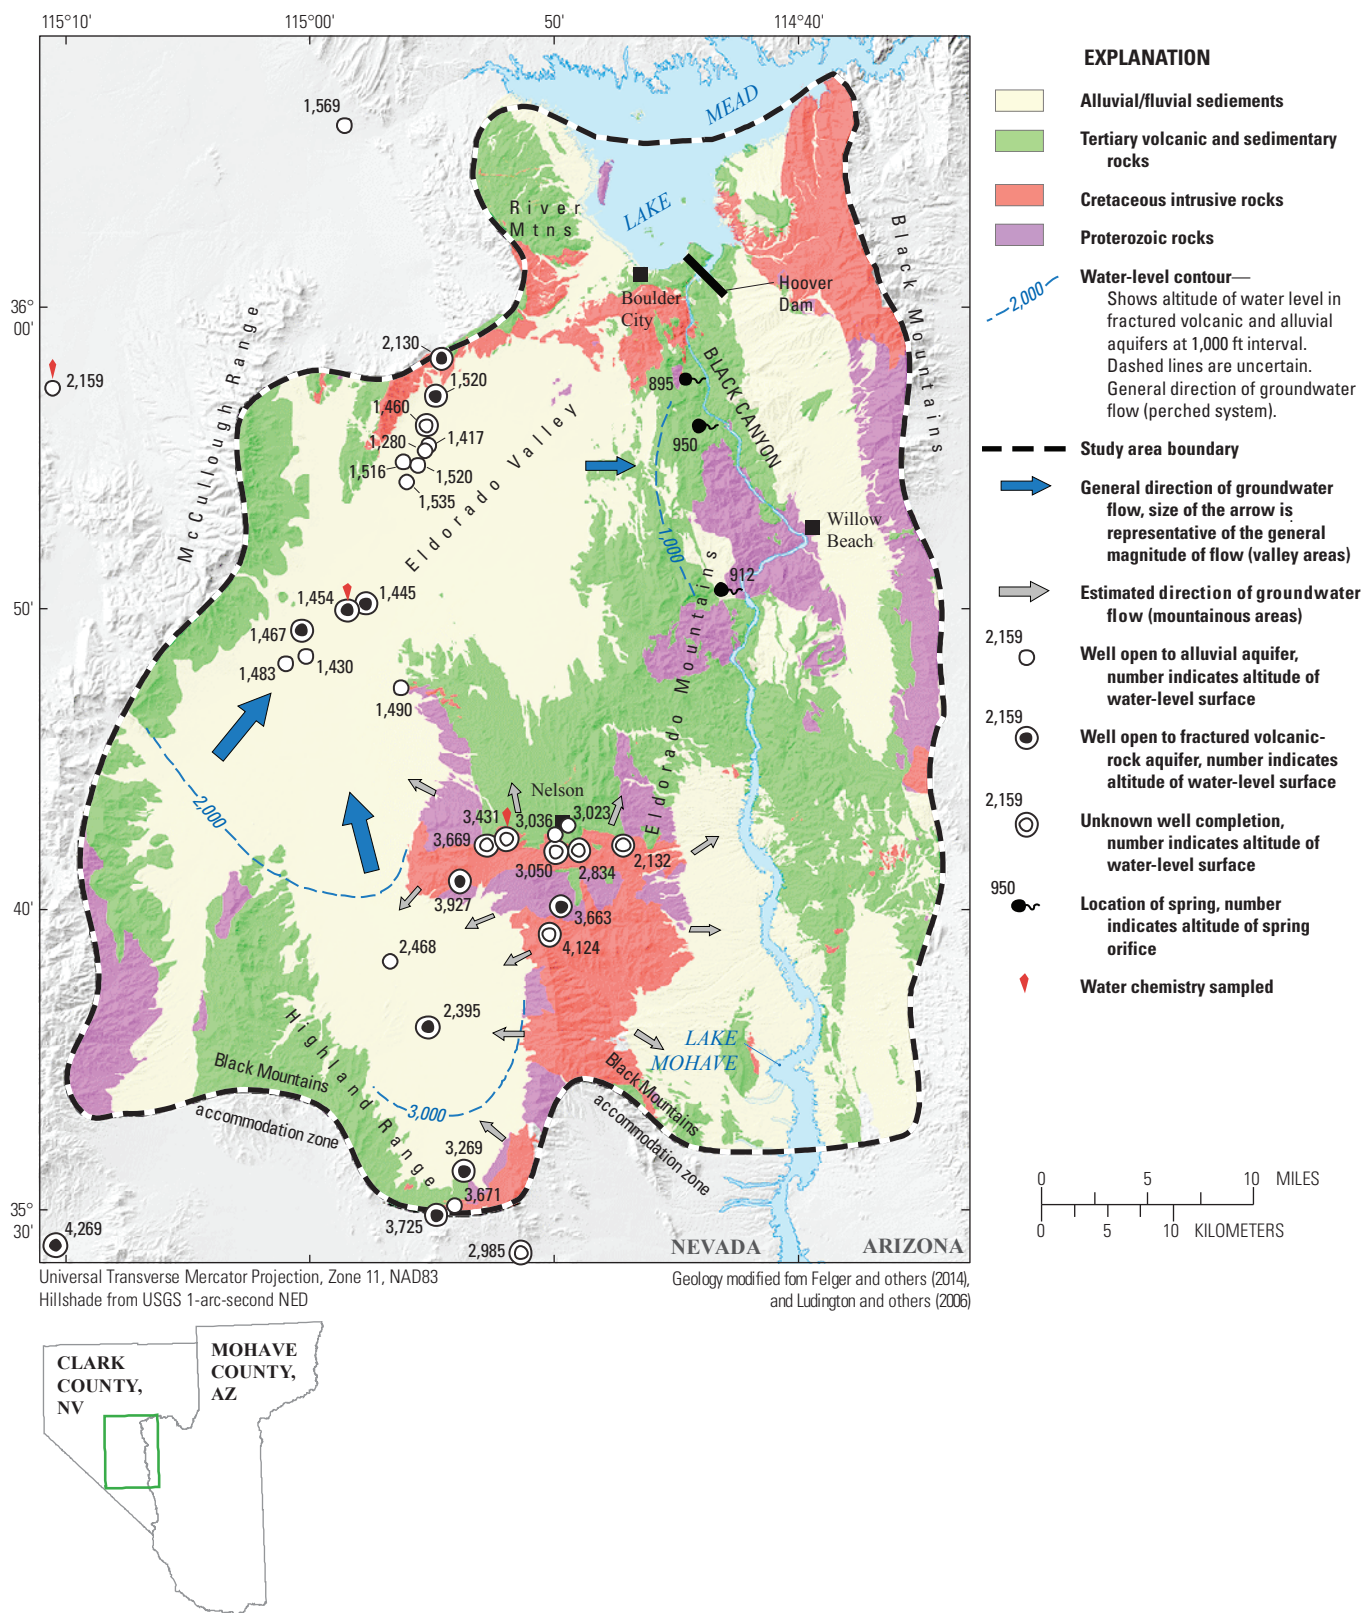 115°10'
115°00'
50'
114°40'
1,569
MEAD
LAKE
River
Mtns
Black Mountains
Hoover
Dam
Boulder
City
36°
00'
McCullough Range
2,130
2,159
1,520
895
BLACK CANYON
1,460
1,417
1,280
950
1,516
1,520
1,535
Eldorado Valley
1,000
Willow
Beach
912
50'
1,454
1,445
1,467
1,483
1,430
1,490
Eldorado Mountains
2,000
Nelson
3,431
3,036
3,023
3,669
3,050
2,834
2,132
40'
3,927
3,663
2,468
4,124
2,395
Highland Range
LAKE
MOHAVE
Black Mountains
accommodation zone
Black Mountains
accommodation zone
3,000
3,269
3,671
35°
30'
3,725
4,269
2,985
NEVADA
ARIZONA
Universal Transverse Mercator Projection, Zone 11, NAD83
Hillshade from USGS 1-arc-second NED
Geology modified fom Felger and others (2014),
and Ludington and others (2006)
EXPLANATION
Alluvial/fluvial sediements
Tertiary volcanic and sedimentary
rocks
Cretaceous intrusive rocks
Proterozoic rocks
2,000
Water-level contour—
Shows altitude of water level in
fractured volcanic and alluvial
aquifers at 1,000 ft interval.
Dashed lines are uncertain.
General direction of groundwater
flow (perched system).
Study area boundary
General direction of groundwater
flow, size of the arrow is
representative of the general
magnitude of flow (valley areas)
Estimated direction of groundwater
flow (mountainous areas)
2,159
Well open to alluvial aquifer,
number indicates altitude of
water-level surface
2,159
Well open to fractured volcanic-
rock aquifer, number indicates
altitude of water-level surface
2,159
Unknown well completion,
number indicates altitude of
water-level surface
950
Location of spring, number
indicates altitude of spring
orifice
Water chemistry sampled
0 5 10 MILES
0 5 10 KILOMETERS
CLARK
COUNTY,
NV
MOHAVE
COUNTY,
AZ